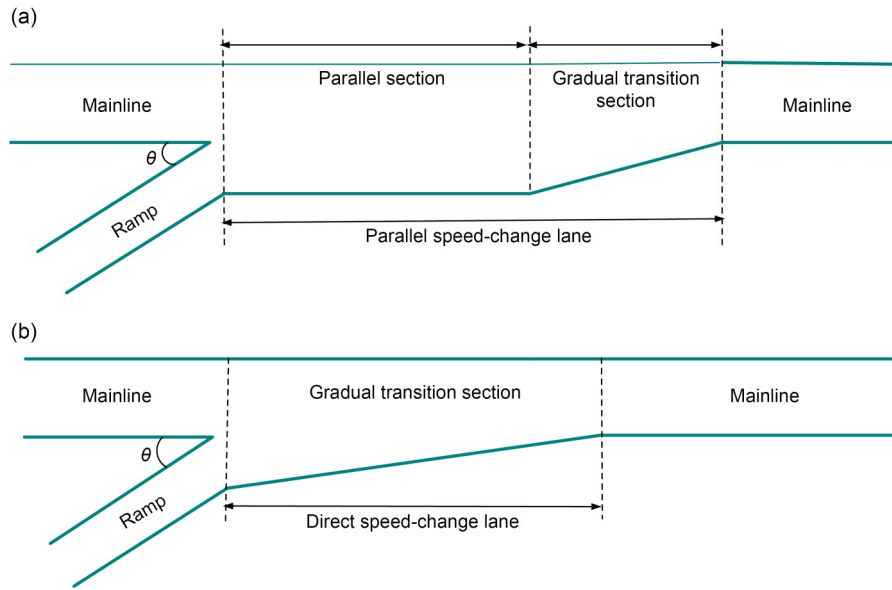 (a)
Parallel section
Gradual transition
section
Mainline
Mainline
θ
Ramp
Parallel speed-change lane
(b)
Mainline
Gradual transition section
Mainline
θ
Ramp
Direct speed-change lane